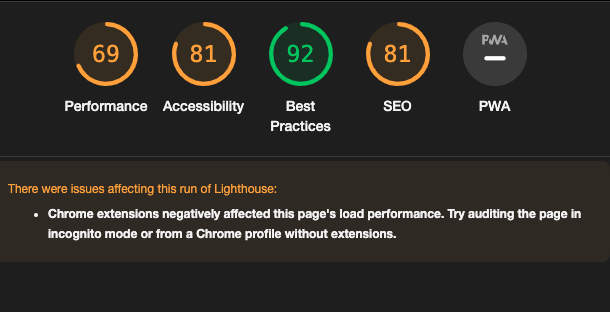 69 81 92 81 PWA
Performance Accessibility Best SEO PWA
Practices
There were issues affecting this run of Lighthouse:
• Chrome extensions negatively affected this page's load performance. Try auditing the page in
incognito mode or from a Chrome profile without extensions.